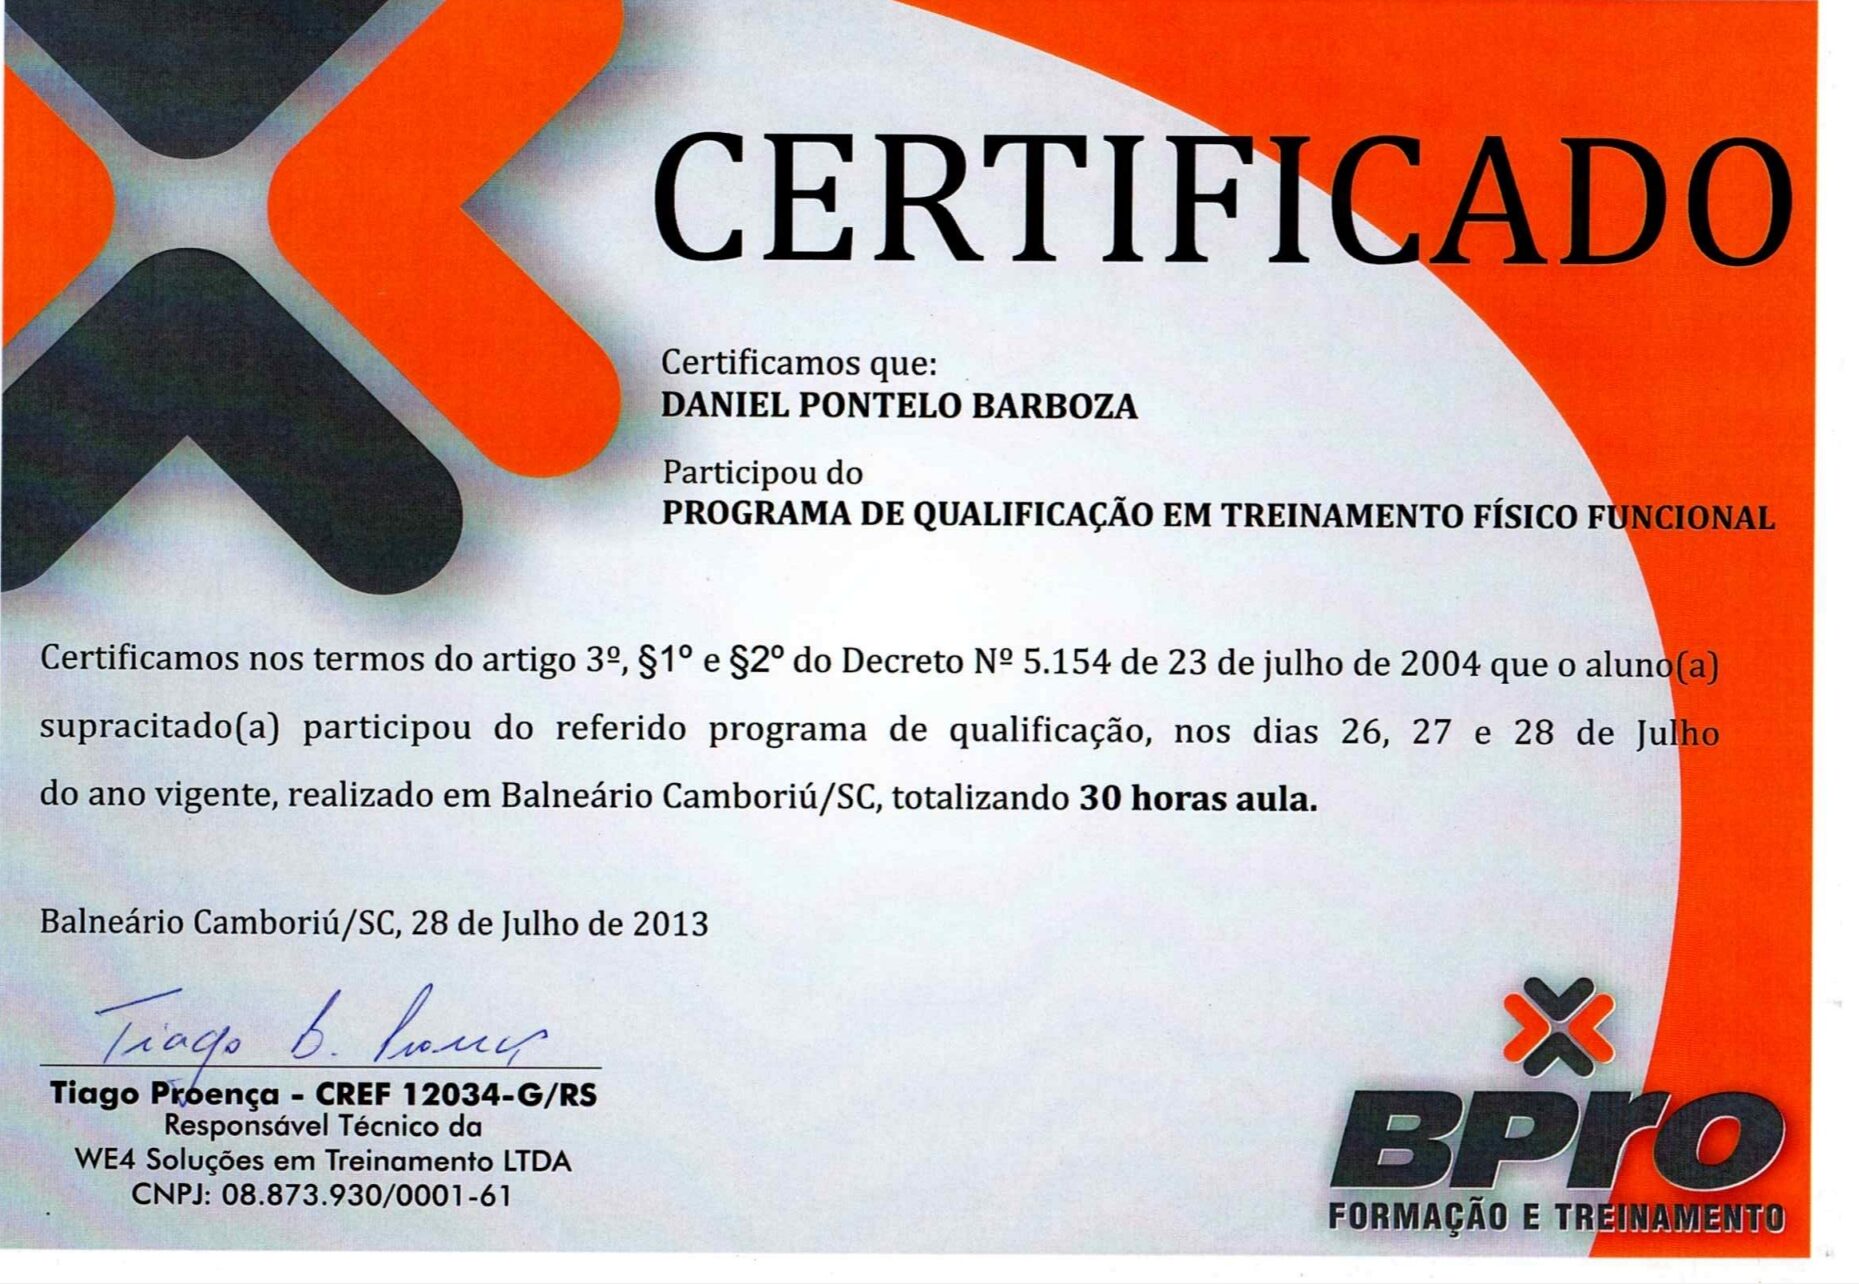 CERTIFICADO
Certificamos que:
DANIEL PONTELO BARBOZA
Participou do
PROGRAMA DE QUALIFICAÇÃO EM TREINAMENTO FÍSICO FUNCIONAL
Certificamos nos termos do artigo 3º, §1º e §2º do Decreto Nº 5.154 de 23 de julho de 2004 que o aluno(a)
supracitado(a) participou do referido programa de qualificação, nos dias 26, 27 e 28 de Julho
do ano vigente, realizado em Balneário Camboriú/SC, totalizando 30 horas aula.
Balneário Camboriú/SC, 28 de Julho de 2013
Tiago B. Proença
Tiago Proença - CREF 12034-G/RS
Responsável Técnico da
WE4 Soluções em Treinamento LTDA
CNPJ: 08.873.930/0001-61
BPro
FORMAÇÃO E TREINAMENTO